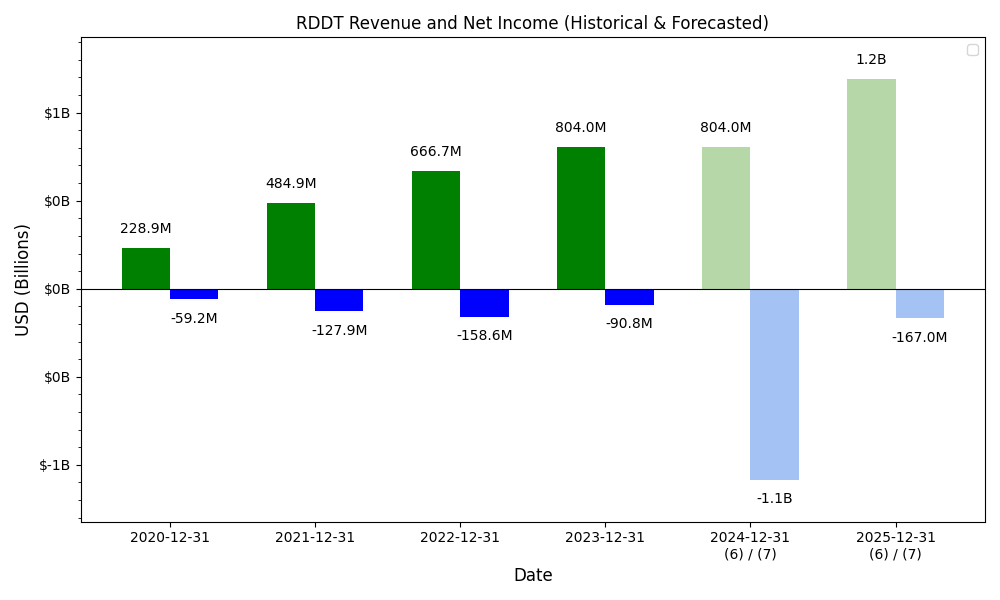 RDDT Revenue and Net Income (Historical & Forecasted)
USD (Billions)
$1B
$0B
$0B
$0B
$-1B
228.9M
484.9M
666.7M
804.0M
804.0M
1.2B
-59.2M
-127.9M
-158.6M
-90.8M
-1.1B
-167.0M
2020-12-31
2021-12-31
2022-12-31
2023-12-31
2024-12-31
(6) / (7)
2025-12-31
(6) / (7)
Date